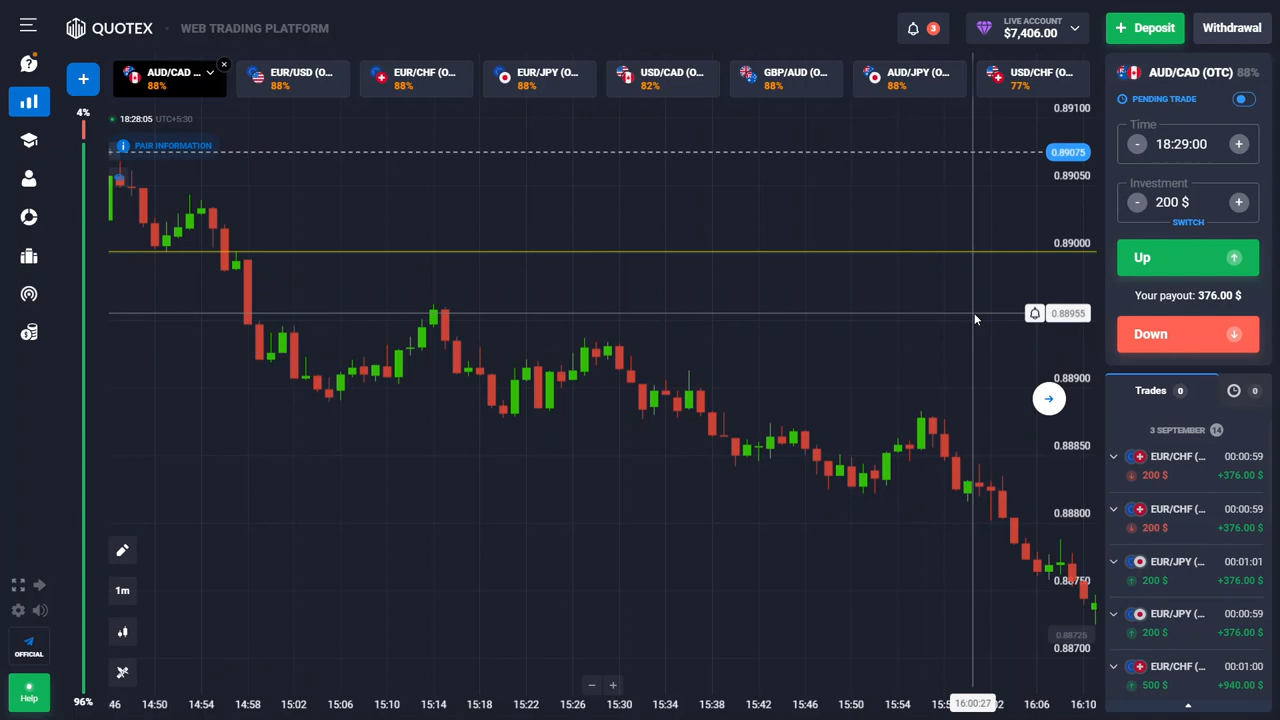 QUOTEX
WEB TRADING PLATFORM
3
LIVE ACCOUNT
$7,406.00
Deposit
Withdrawal
AUD/CAD ...
88%
EUR/USD (O...
88%
EUR/CHF (O...
88%
EUR/JPY (O...
88%
USD/CAD (O...
82%
GBP/AUD (O...
88%
AUD/JPY (O...
88%
USD/CHF (O...
77%
4%
96%
18:28:05 UTC+5:30
PAIR INFORMATION
0.89100
0.89075
0.89050
0.89000
0.88955
0.88900
0.88850
0.88800
0.88750
0.88725
0.88700
1m
46
14:50
14:54
14:58
15:02
15:06
15:10
15:14
15:18
15:22
15:26
15:30
15:34
15:38
15:42
15:46
15:50
15:54
16:00:27
16:06
16:10
OFFICIAL
Help
AUD/CAD (OTC) 88%
PENDING TRADE
Time
- 18:29:00 +
Investment
- 200 $ +
SWITCH
Up
Your payout: 376.00 $
Down
Trades 0
0
3 SEPTEMBER 14
EUR/CHF (... 00:00:59
200 $ +376.00 $
EUR/CHF (... 00:00:59
200 $ +376.00 $
EUR/JPY (... 00:01:01
200 $ +376.00 $
EUR/JPY (... 00:00:59
200 $ +376.00 $
EUR/CHF (... 00:01:00
500 $ +940.00 $